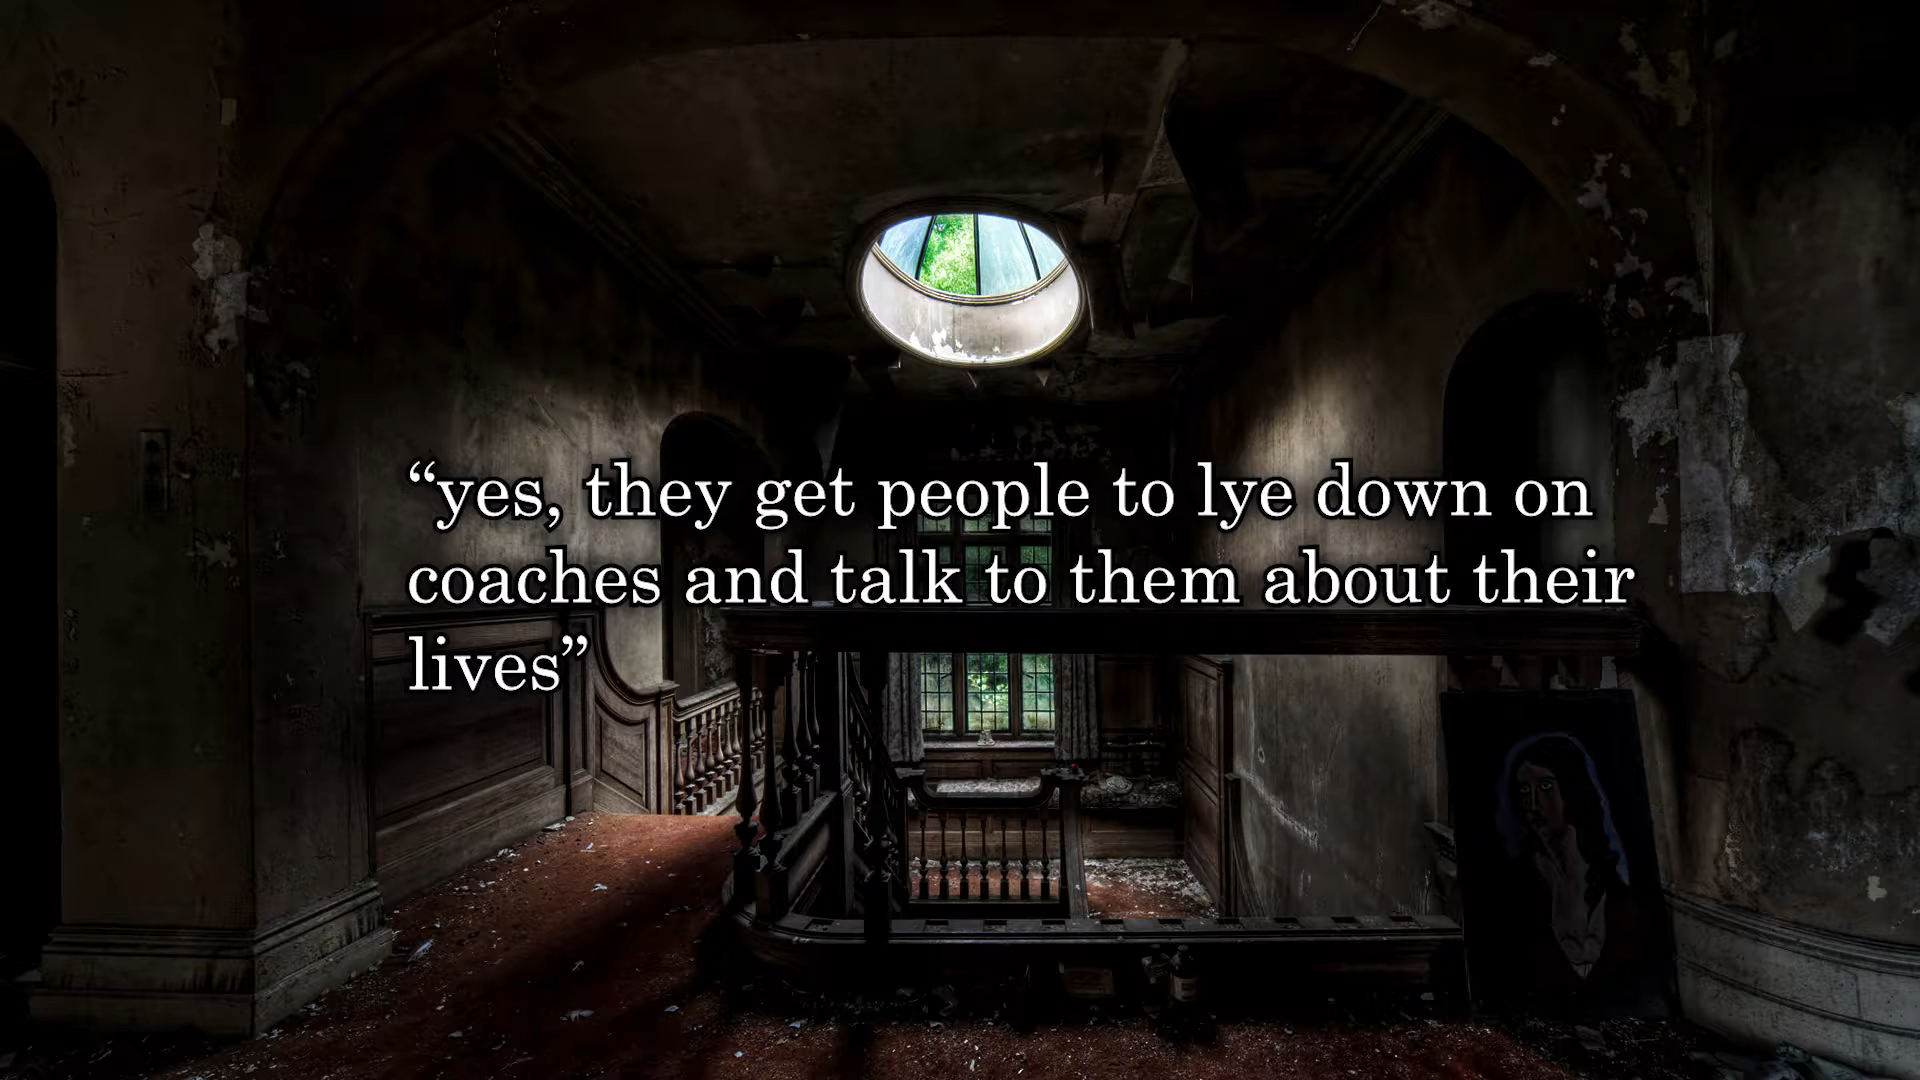 “yes, they get people to lye down on
coaches and talk to them about their
lives”